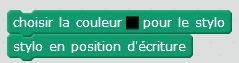 choisir la couleur pour le stylo
stylo en position d'écriture